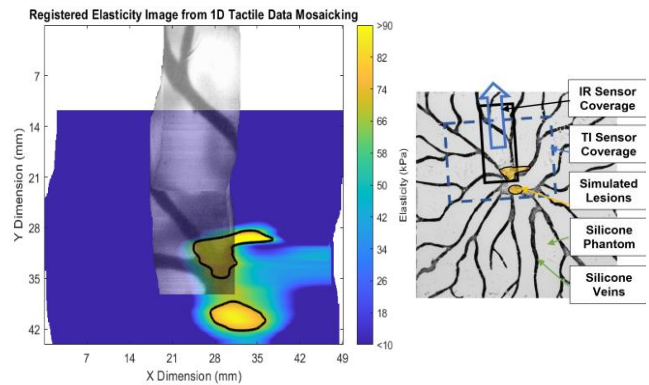 Registered Elasticity Image from 1D Tactile Data Mosaicking
7
14
21
28
35
42
Y Dimension (mm)
7
14
21
28
36
42
49
X Dimension (mm)
>90
82
74
66
58
50
42
34
26
18
<10
Elasticity (kPa)
IR Sensor
Coverage
TI Sensor
Coverage
Simulated
Lesions
Silicone
Phantom
Silicone
Veins